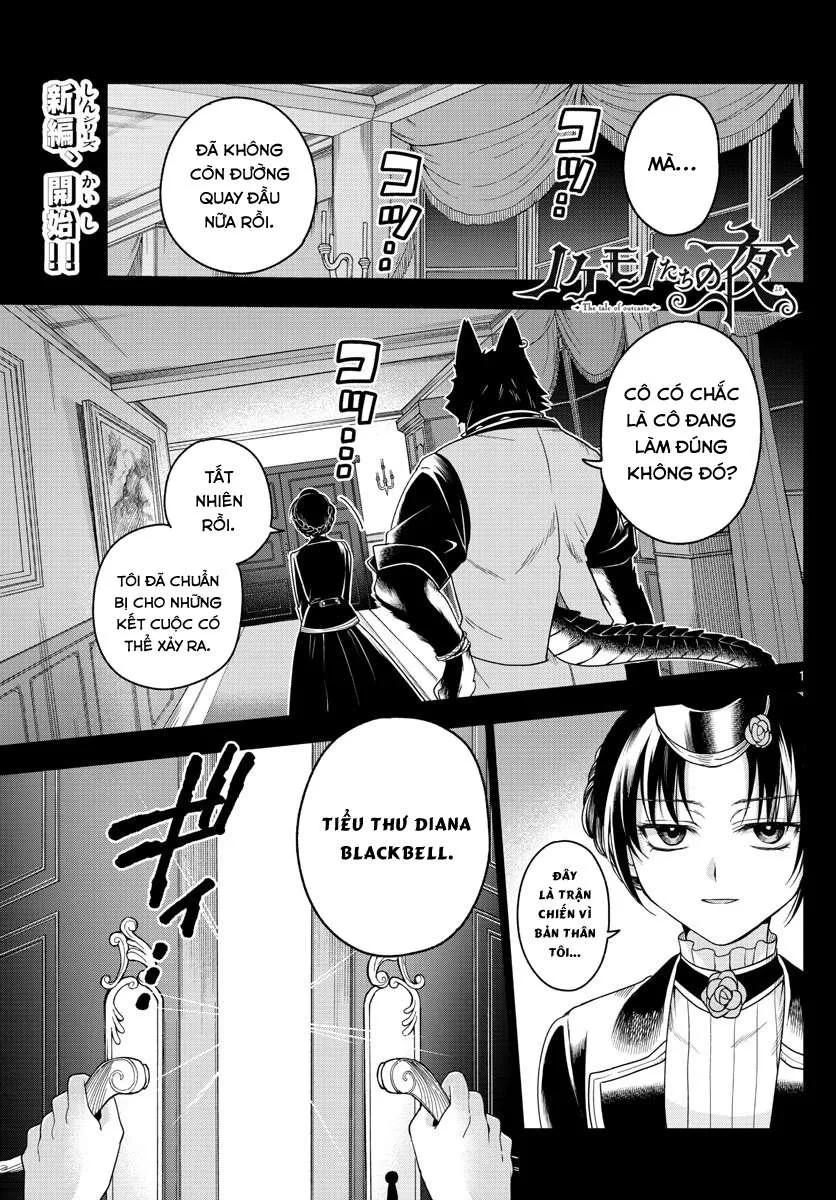 新編、開始!!
しんシリーズ
かいし
MÀ...
コツ...
ĐÃ KHÔNG
CÒN ĐƯỜNG
QUAY ĐẦU
NỮA RỒI.
コツ...
ノケモノたちの夜
The tale of outcasts
CÔ CÓ CHẮC
LÀ CÔ ĐANG
LÀM ĐÚNG
KHÔNG ĐÓ?
コツ...
TẤT
NHIÊN
RỒI.
TÔI ĐÃ CHUẨN
BỊ CHO NHỮNG
KẾT CUỘC CÓ
THỂ XẢY RA.
ĐÂY
LÀ TRẬN
CHIẾN VÌ
BẢN THÂN
TÔI...
TIỂU THƯ DIANA
BLACKBELL.
ギイ...